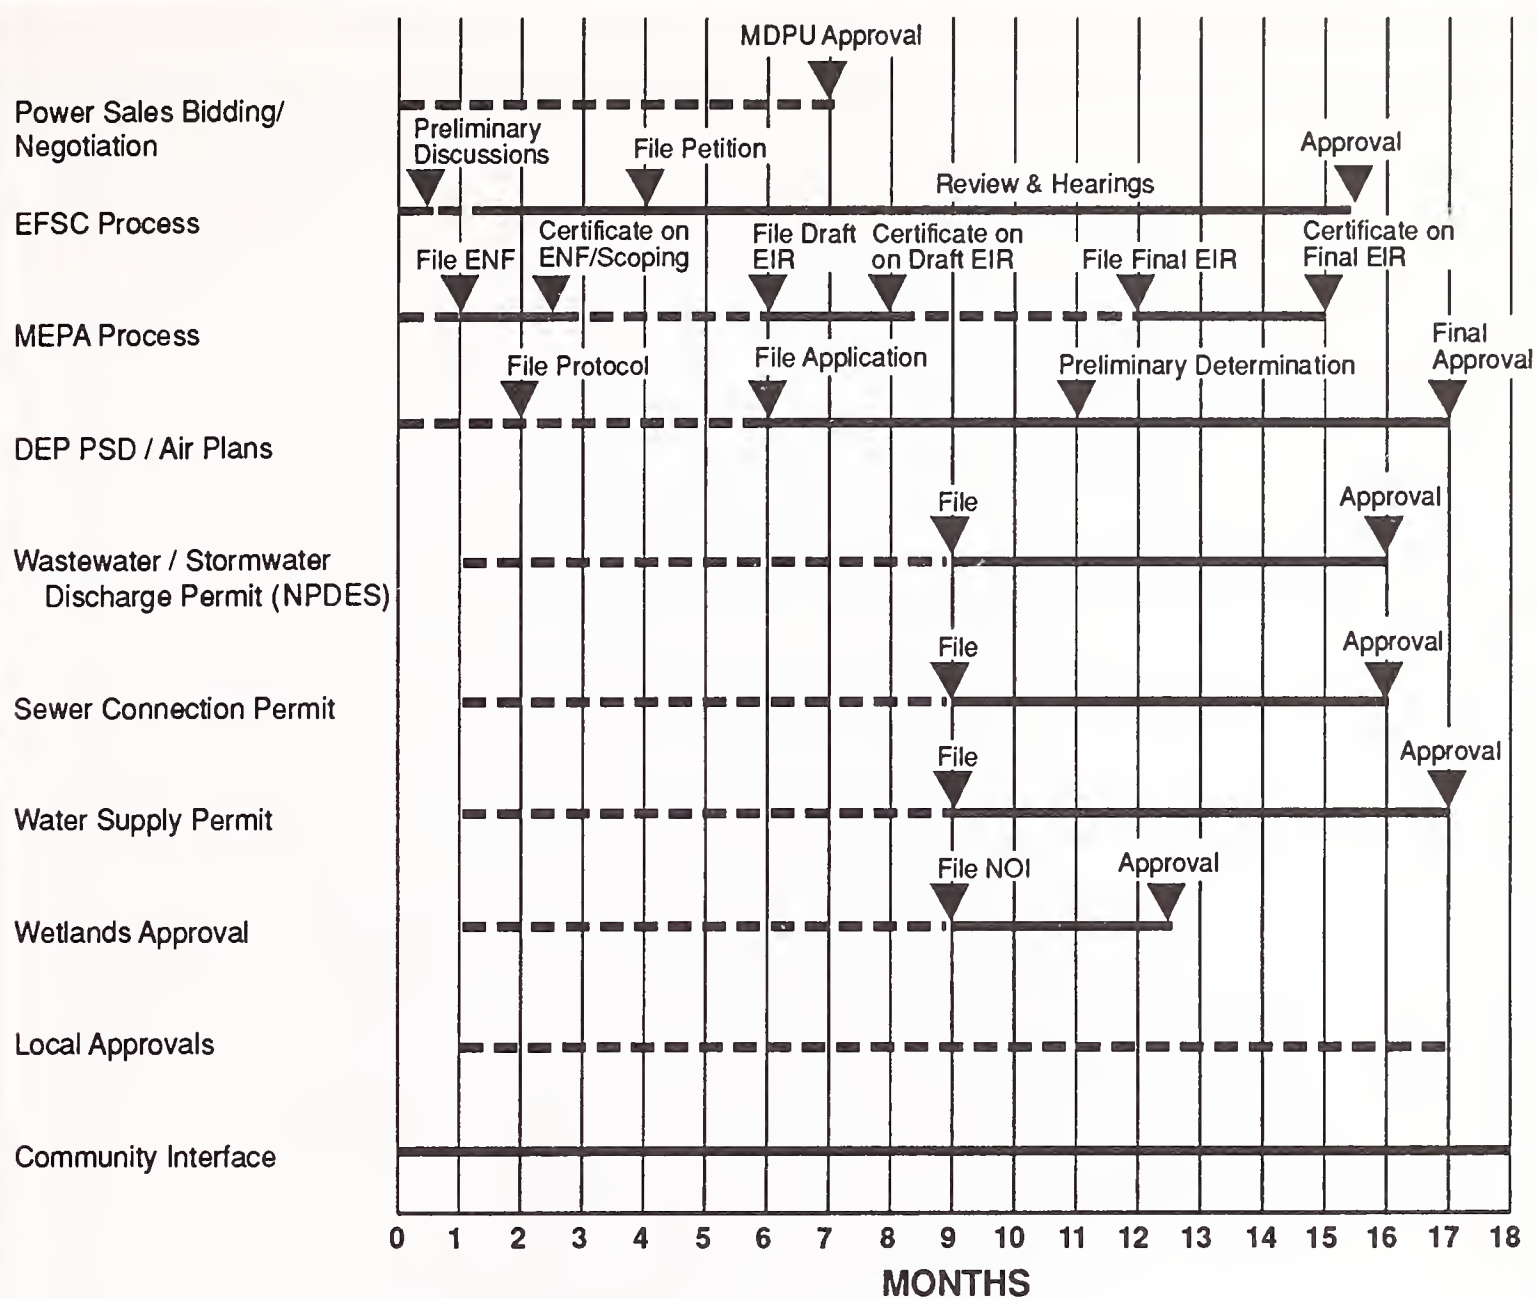 MDPU Approval
Power Sales Bidding/
Negotiation
Preliminary
Discussions
File Petition
Approval
Review & Hearings
EFSC Process
File ENF
Certificate on
ENF/Scoping
File Draft
EIR
Certificate on
on Draft EIR
File Final EIR
Certificate on
Final EIR
MEPA Process
File Protocol
File Application
Preliminary Determination
Final
Approval
DEP PSD / Air Plans
File
Approval
Wastewater / Stormwater
Discharge Permit (NPDES)
File
Approval
Sewer Connection Permit
File
Approval
Water Supply Permit
File NOI
Approval
Wetlands Approval
Local Approvals
Community Interface
0 1 2 3 4 5 6 7 8 9 10 11 12 13 14 15 16 17 18
MONTHS